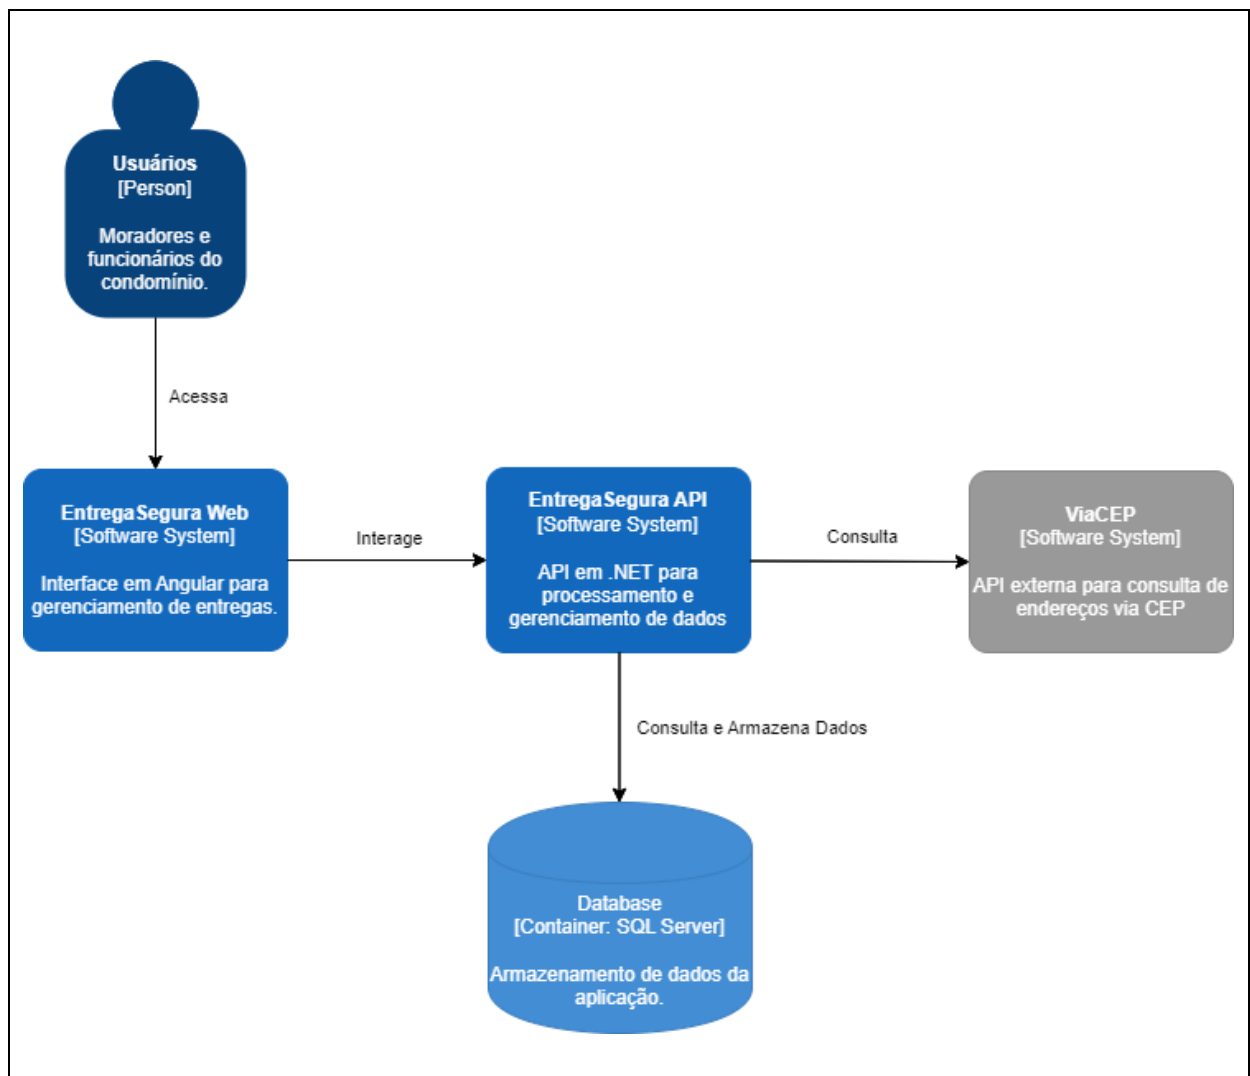 Usuários
[Person]
Moradores e
funcionários do
condomínio.
Acessa
EntregaSegura Web
[Software System]
Interface em Angular para
gerenciamento de entregas.
Interage
EntregaSegura API
[Software System]
API em .NET para
processamento e
gerenciamento de dados
Consulta
ViaCEP
[Software System]
API externa para consulta de
endereços via CEP
Consulta e Armazena Dados
Database
[Container: SQL Server]
Armazenamento de dados da
aplicação.